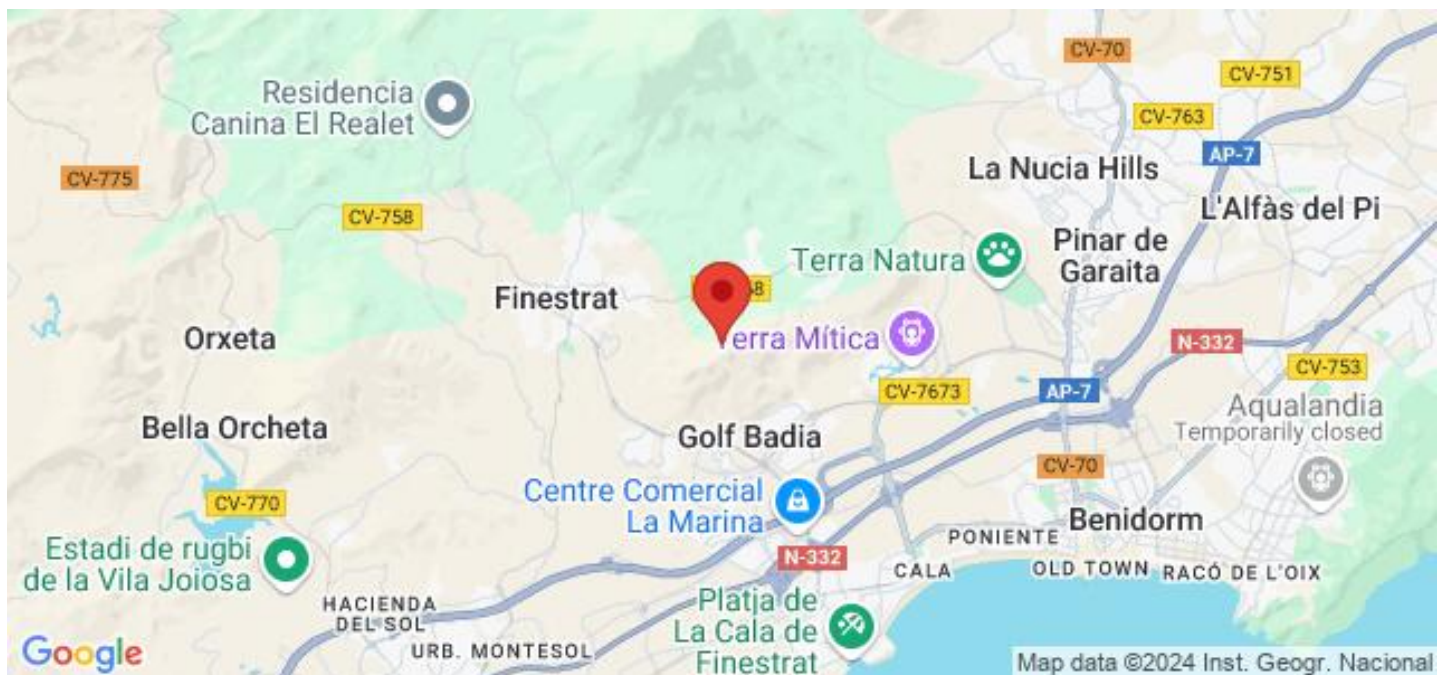 CV-70
CV-751
Residencia
Canina El Realet
CV-763
AP-7
La Nucia Hills
CV-775
CV-758
L'Alfàs del Pi
Pinar de
Garaita
Terra Natura
Finestrat
8
Orxeta
erra Mítica
N-332
CV-753
CV-7673
AP-7
Aqualandia
Temporarily closed
Bella Orcheta
Golf Badia
CV-70
Centre Comercial
La Marina
CV-770
Benidorm
PONIENTE
Estadi de rugbi
de la Vila Joiosa
N-332
CALA
OLD TOWN
RACÓ DE L'OIX
HACIENDA
DEL SOL
Platja de
La Cala de
Finestrat
URB. MONTESOL
Google
Map data ©2024 Inst. Geogr. Nacional